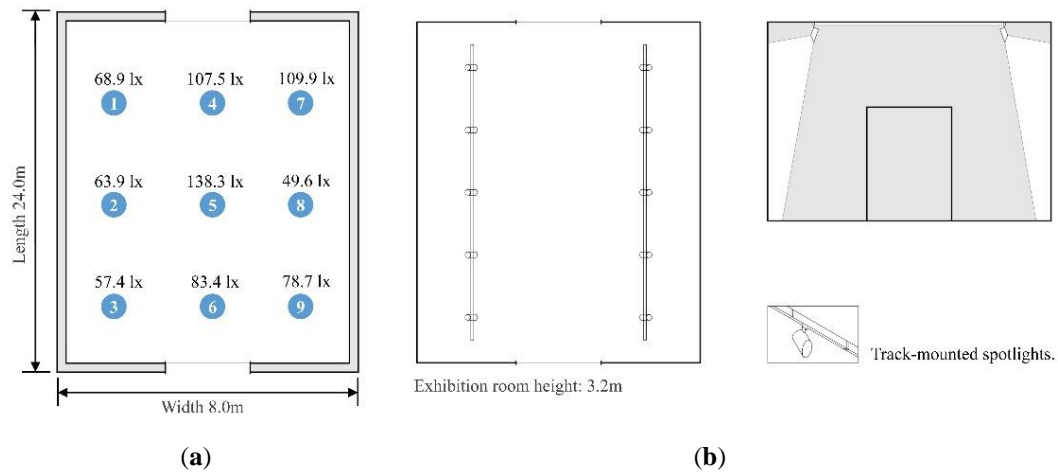 68.9 lx 107.5 lx 109.9 lx
1 4 7
63.9 lx 138.3 lx 49.6 lx
2 5 8
57.4 lx 83.4 lx 78.7 lx
3 6 9
Length 24.0m
Width 8.0m
Exhibition room height: 3.2m
Track-mounted spotlights.
(a) (b)